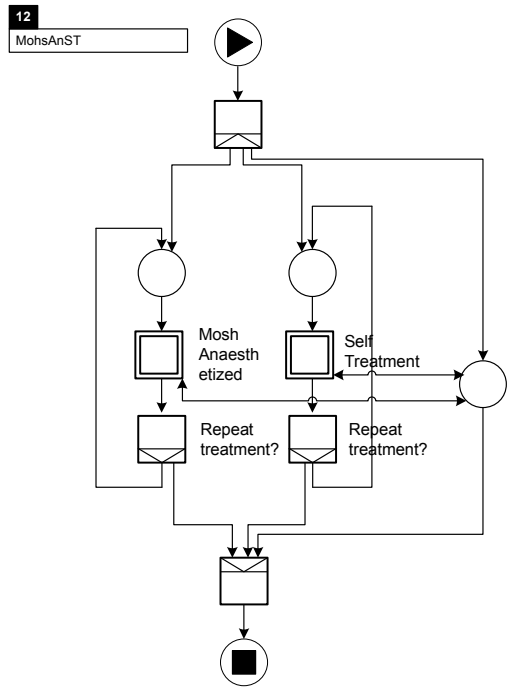 12
MohsAnST
Mosh
Anaesth
etized
Self
Treatment
Repeat
treatment?
Repeat
treatment?